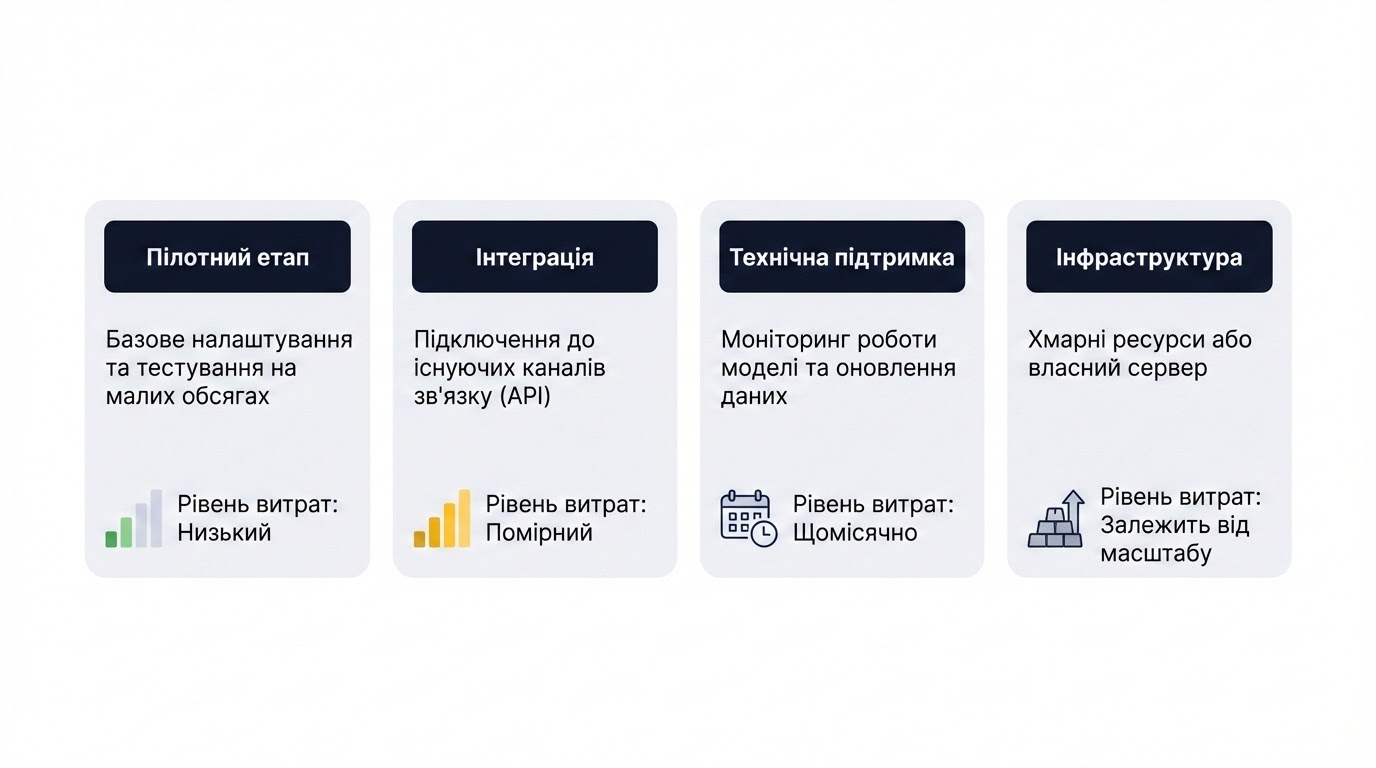 Пілотний етап
Базове налаштування
та тестування на
малих обсягах
Рівень витрат:
Низький
Інтеграція
Підключення до
існуючих каналів
зв'язку (API)
Рівень витрат:
Помірний
Технічна підтримка
Моніторинг роботи
моделі та оновлення
даних
Рівень витрат:
Щомісячно
Інфраструктура
Хмарні ресурси або
власний сервер
Рівень витрат:
Залежить від
масштабу